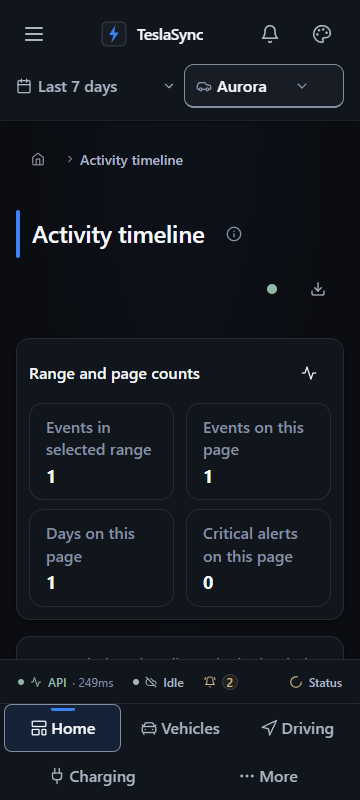 TeslaSync
Last 7 days
Aurora
Activity timeline
Activity timeline
Range and page counts
Events in
selected range
1
Events on this
page
1
Days on this
page
1
Critical alerts
on this page
0
API · 249ms
Idle
2
Status
Home
Vehicles
Driving
Charging
More